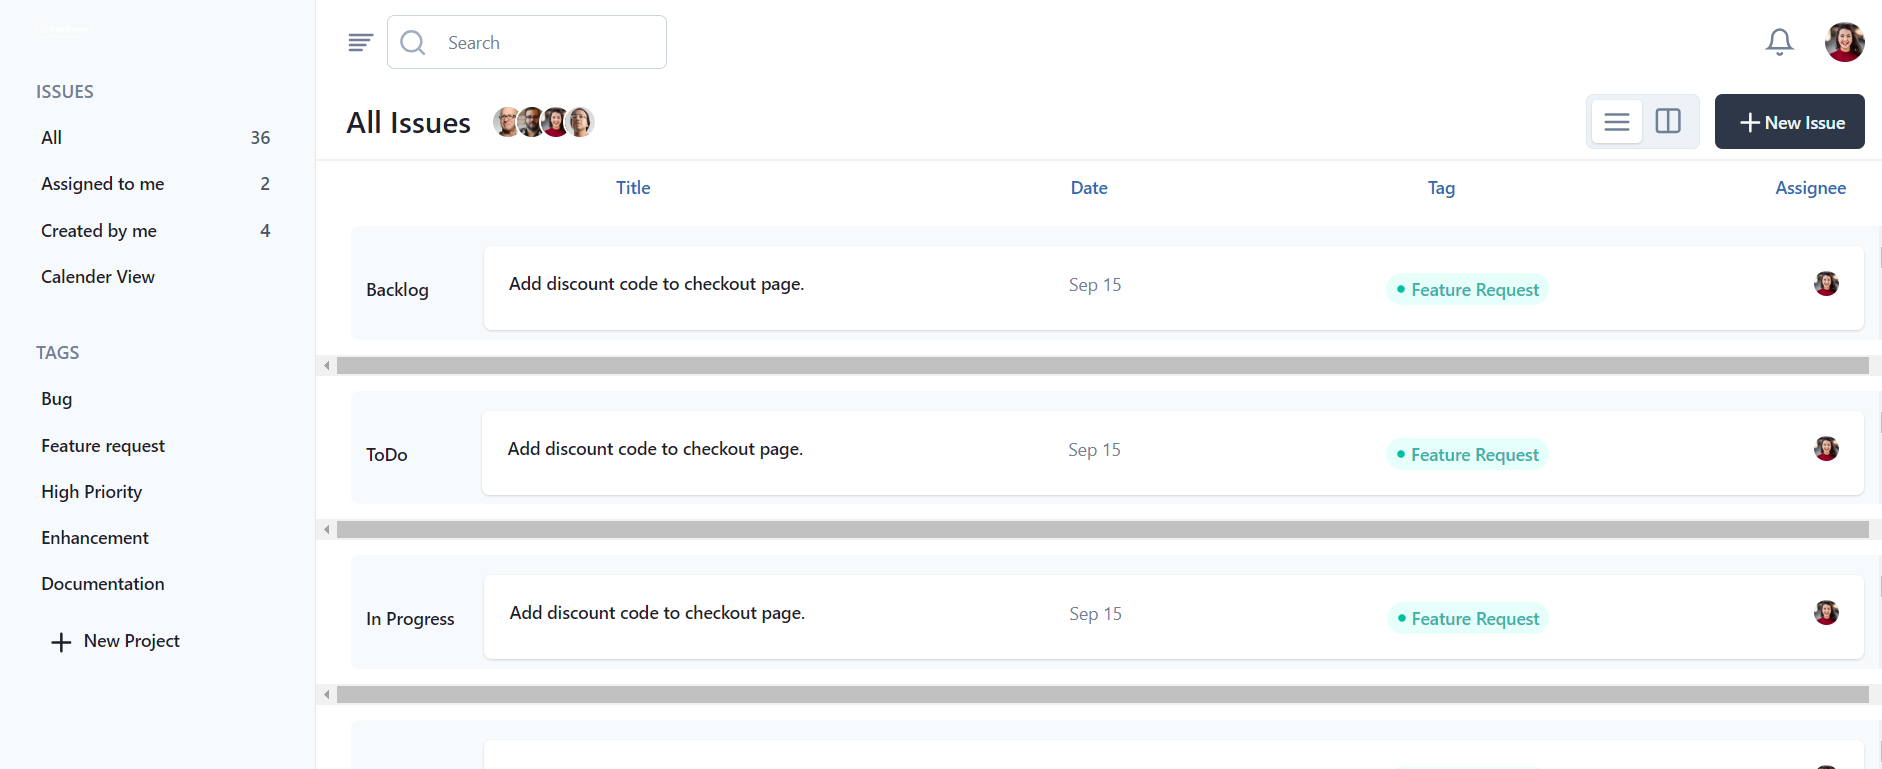 ISSUES
All 36
Assigned to me 2
Created by me 4
Calender View
TAGS
Bug
Feature request
High Priority
Enhancement
Documentation
New Project
Search
All Issues
New Issue
Title Date Tag Assignee
Backlog Add discount code to checkout page. Sep 15 Feature Request
ToDo Add discount code to checkout page. Sep 15 Feature Request
In Progress Add discount code to checkout page. Sep 15 Feature Request